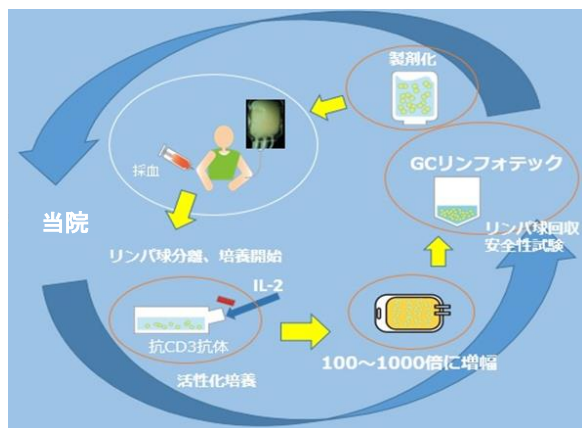 製剤化
GCリンフォテック
採血
当院
リンパ球回収
安全性試験
リンパ球分離、培養開始
IL-2
抗CD3抗体
100～1000倍に増幅
活性化培養